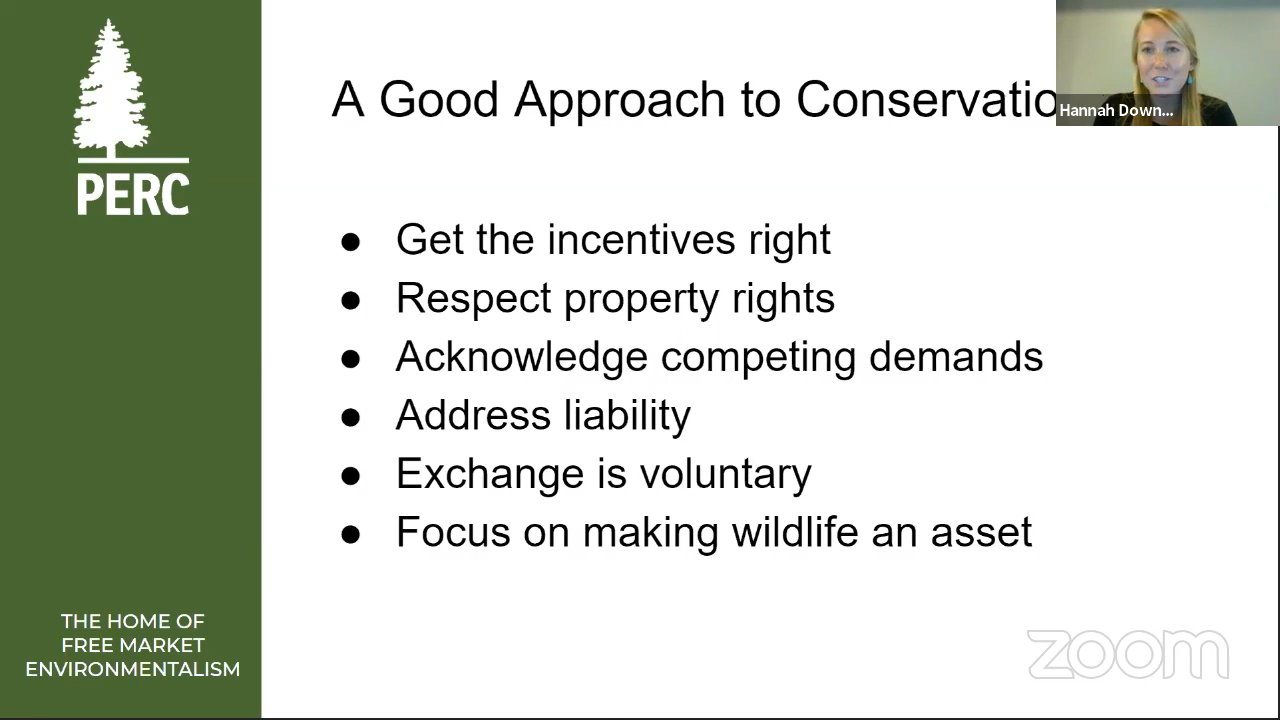 PERC
A Good Approach to Conservatio
Hannah Down...
● Get the incentives right
● Respect property rights
● Acknowledge competing demands
● Address liability
● Exchange is voluntary
● Focus on making wildlife an asset
THE HOME OF
FREE MARKET
ENVIRONMENTALISM
zoom